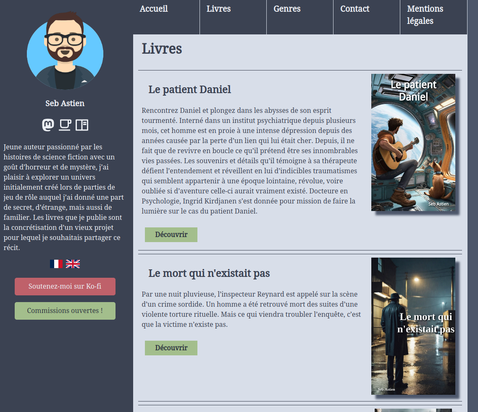 Accueil
Livres
Genres
Contact
Mentions
légales
Seb Astien
Jeune auteur passionné par les
histoires de science fiction avec un
goût d'horreur et de mystère, j'ai
plaisir à explorer un univers
initialement créé lors de parties de
jeu de rôle auquel j'ai donné une part
de secret, d'étrange, mais aussi de
familier. Les livres que je publie sont
la concrétisation d'un vieux projet
pour lequel je souhaitais partager ce
récit.
Soutenez-moi sur Ko-fi
Commissions ouvertes !
Livres
Le patient Daniel
Rencontrez Daniel et plongez dans les abysses de son esprit
tourmenté. Interné dans un institut psychiatrique depuis plusieurs
mois, cet homme est en proie à une intense dépression depuis des
années causée par la perte d'un lien qui lui était cher. Depuis, il ne
fait que de revivre en boucle ce qu'il prétend être ses innombrables
vies passées. Les souvenirs et détails qu'il témoigne à sa thérapeute
défient l'entendement et réveillent en lui d'indicibles traumatismes
qui semblent appartenir à une époque lointaine, révolue, voire
oubliée si d'aventure celle-ci aurait vraiment existé. Docteure en
Psychologie, Ingrid Kirdjanen s'est donnée pour mission de faire la
lumière sur le cas du patient Daniel.
Découvrir
Le patient
Daniel
Seb Astien
Le mort qui n'existait pas
Par une nuit pluvieuse, l'inspecteur Reynard est appelé sur la scène
d'un crime sordide. Un homme a été retrouvé mort des suites d'une
violente torture rituelle. Mais ce qui viendra troubler l'enquête, c'est
que la victime n'existe pas.
Découvrir
Le mort qui
n'existait pas
Seb Astien